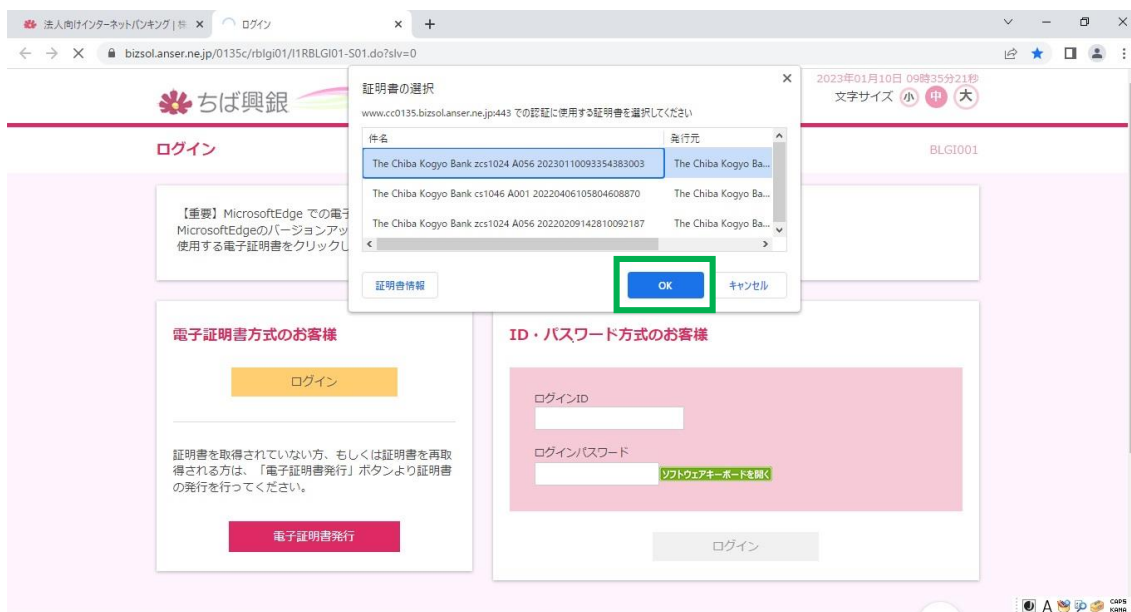 法人向けインターネットバンキング | 
ログイン
bizsol.anser.ne.jp/0135c/rblgi01/I1RBLGI01-S01.do?slv=0
ちば興銀
2023年01月10日 09時35分21秒
文字サイズ 小 中 大
ログイン
BLGI001
証明書の選択
www.cc0135.bizsol.anser.ne.jp:443 での認証に使用する証明書を選択してください
件名 発行元
The Chiba Kogyo Bank zcs1024 A056 20230110093354383003 The Chiba Kogyo Ba...
The Chiba Kogyo Bank cs1046 A001 20220406105804608870 The Chiba Kogyo Ba...
The Chiba Kogyo Bank zcs1024 A056 20220209142810092187 The Chiba Kogyo Ba...
証明書情報 OK キャンセル
【重要】MicrosoftEdge での電子
MicrosoftEdgeのバージョンアッ
使用する電子証明書をクリックし
電子証明書方式のお客様
ログイン
証明書を取得されていない方、もしくは証明書を再取
得される方は、「電子証明書発行」ボタンより証明書
の発行を行ってください。
電子証明書発行
ID・パスワード方式のお客様
ログインID
ログインパスワード
ソフトウェアキーボードを開く
ログイン
A CAPS
KANA